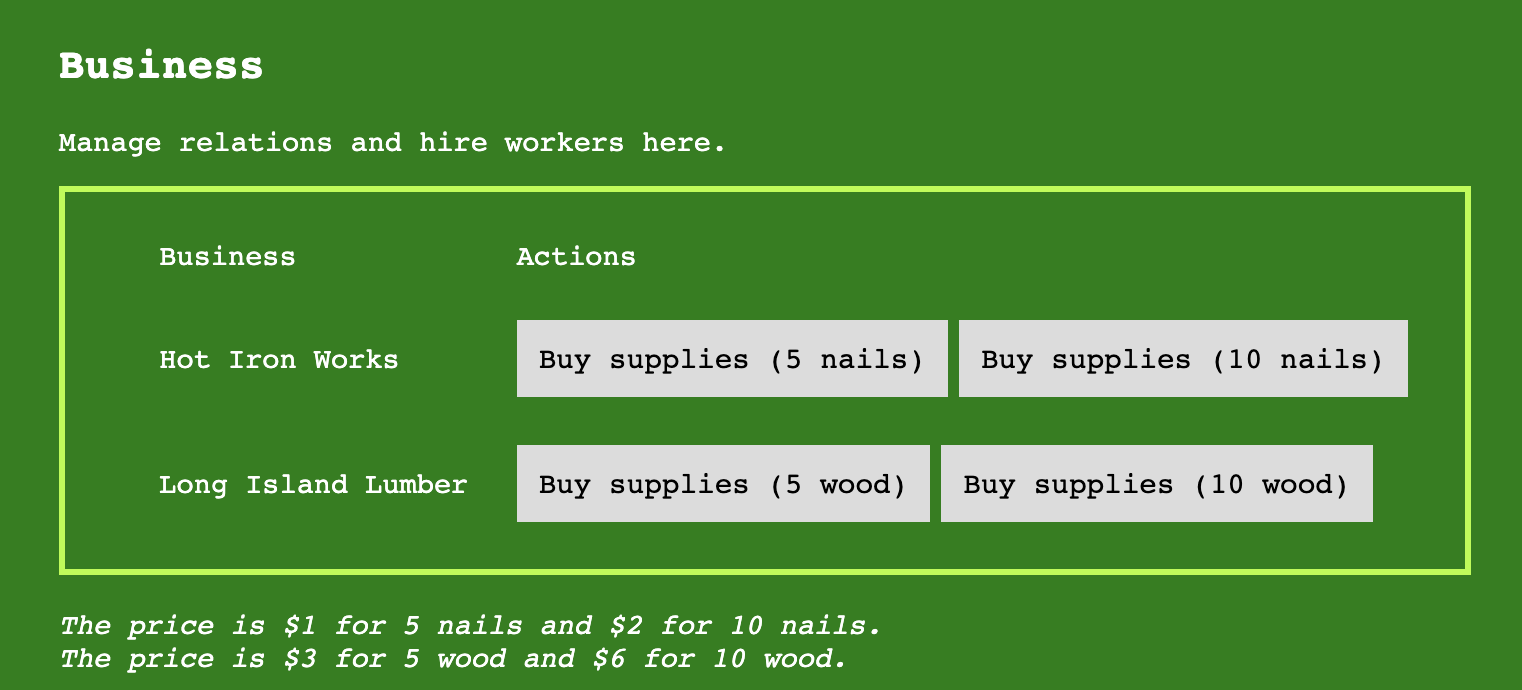 Business
Manage relations and hire workers here.
Business Actions
Hot Iron Works Buy supplies (5 nails) Buy supplies (10 nails)
Long Island Lumber Buy supplies (5 wood) Buy supplies (10 wood)
The price is $1 for 5 nails and $2 for 10 nails.
The price is $3 for 5 wood and $6 for 10 wood.